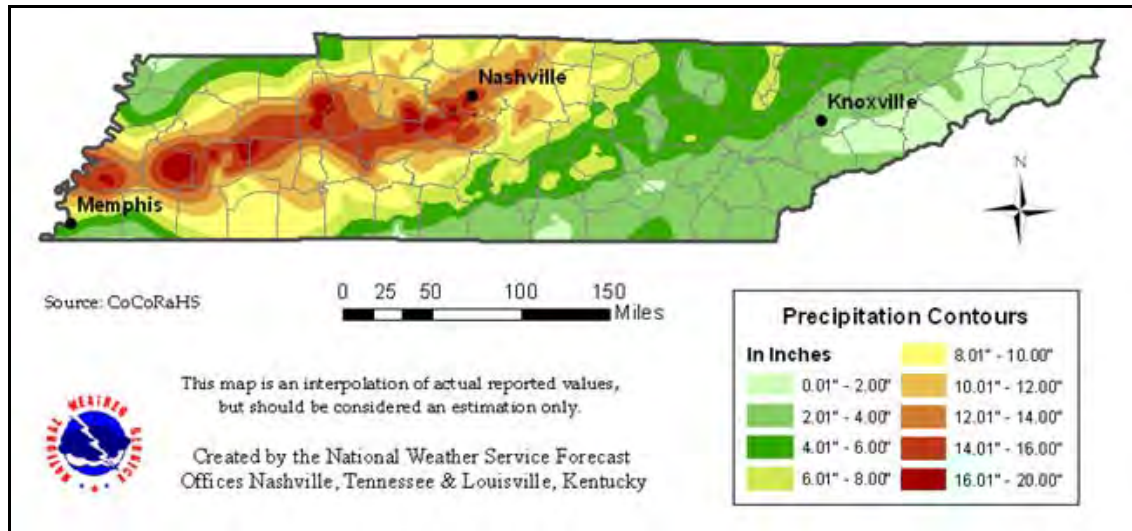 Nashville
Knoxville
Memphis
N
Source: CoCoRaHS
0 25 50 100 150
Miles
This map is an interpolation of actual reported values,
but should be considered an estimation only.
Created by the National Weather Service Forecast
Offices Nashville, Tennessee & Louisville, Kentucky
NATIONAL WEATHER SERVICE
Precipitation Contours
In Inches
0.01" - 2.00"
2.01" - 4.00"
4.01" - 6.00"
6.01" - 8.00"
8.01" - 10.00"
10.01" - 12.00"
12.01" - 14.00"
14.01" - 16.00"
16.01" - 20.00"